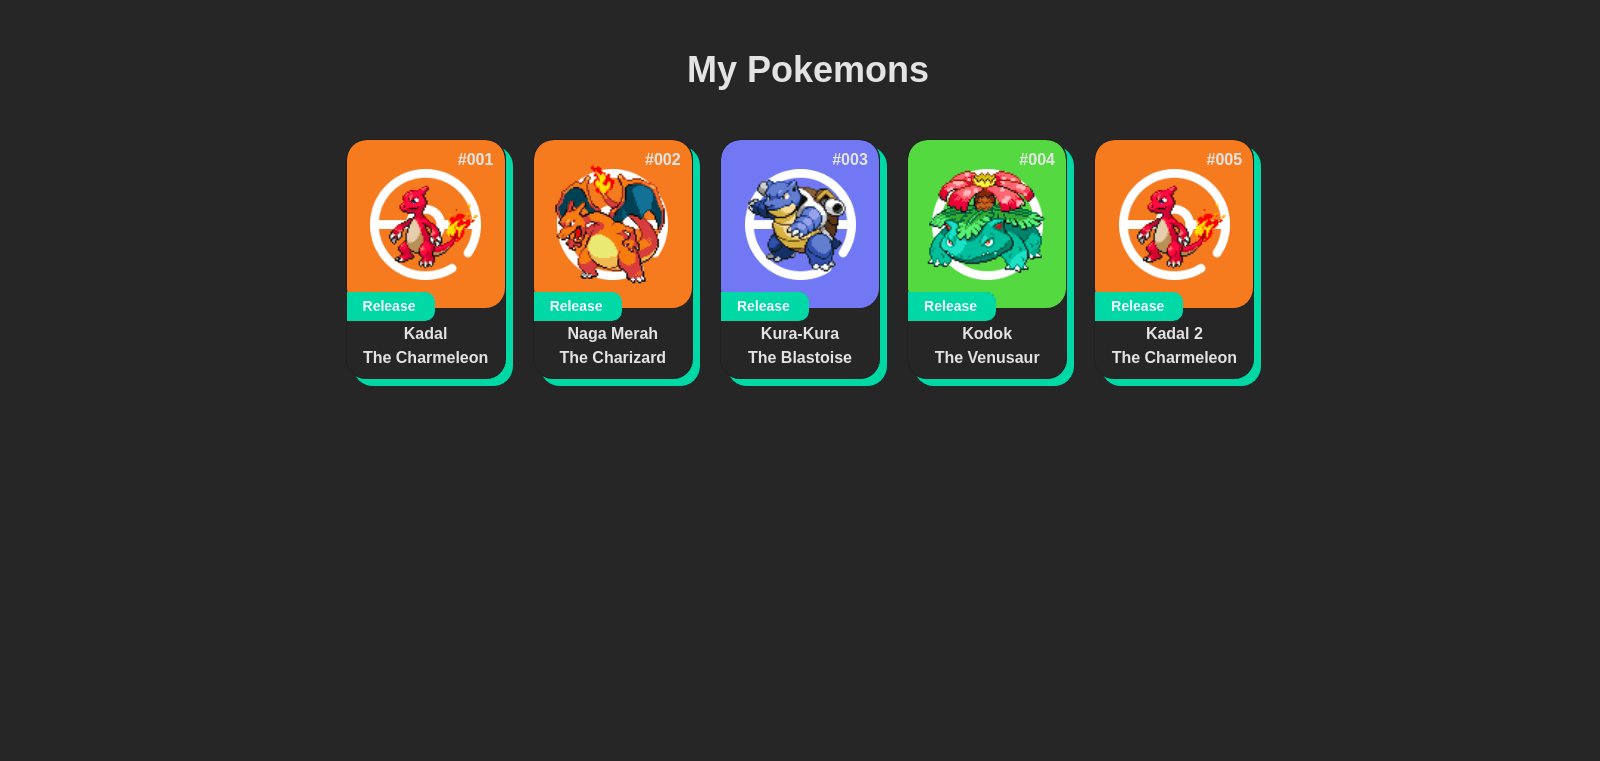 My Pokemons
#001
Release
Kadal
The Charmeleon
#002
Release
Naga Merah
The Charizard
#003
Release
Kura-Kura
The Blastoise
#004
Release
Kodok
The Venusaur
#005
Release
Kadal 2
The Charmeleon